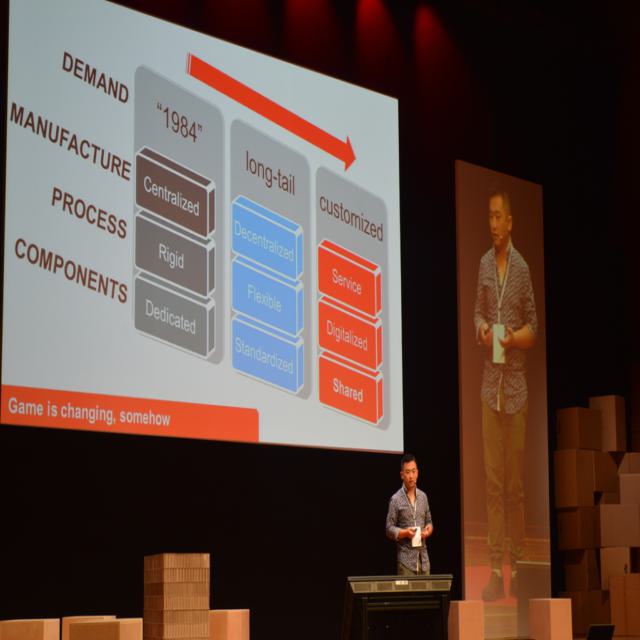 DEMAND
MANUFACTURE
PROCESS
COMPONENTS
"1984"
Centralized
Rigid
Dedicated
long-tail
Decentralized
Flexible
Standardized
customized
Service
Digitalized
Shared
Game is changing, somehow